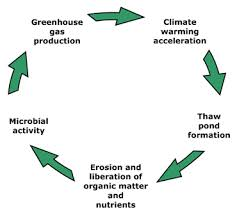 Greenhouse
gas
production
Climate
warming
acceleration
Thaw
pond
formation
Erosion and
liberation of
organic matter
and
nutrients
Microbial
activity